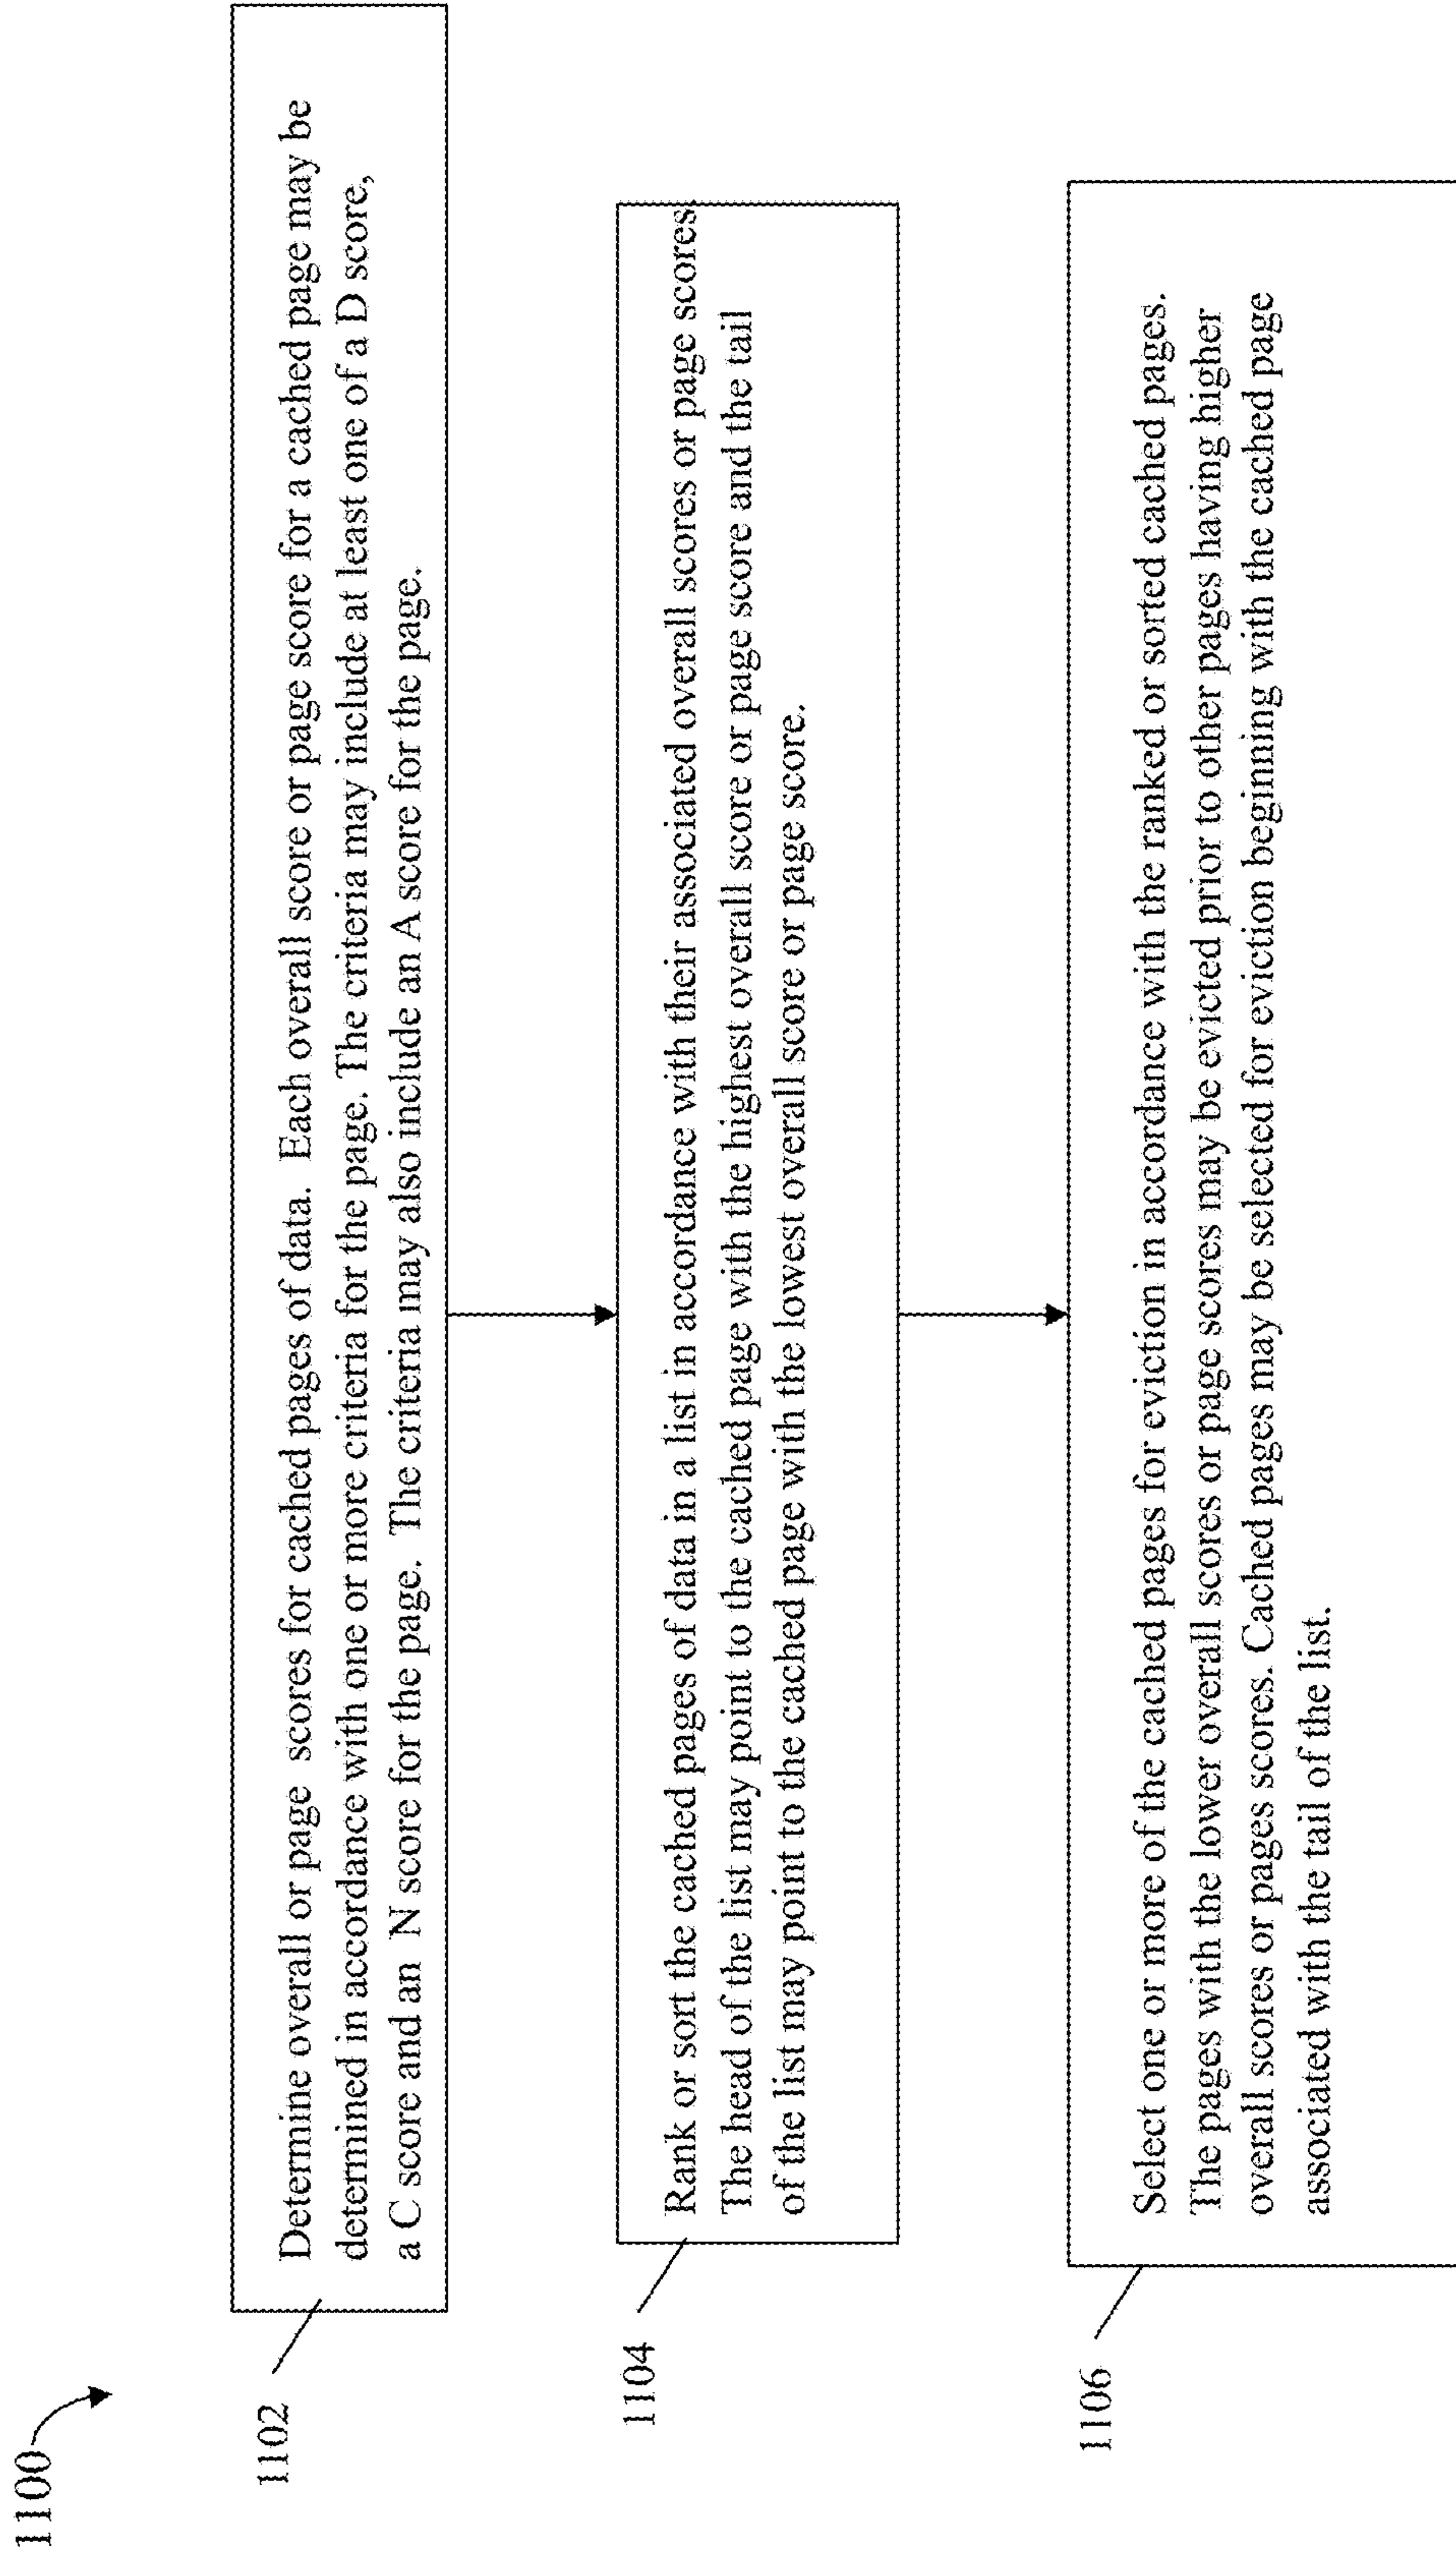 1100
1102
Determine overall or page scores for cached pages of data. Each overall score or page score for a cached page may be
determined in accordance with one or more criteria for the page. The criteria may include at least one of a D score,
a C score and an N score for the page. The criteria may also include an A score for the page.
1104
Rank or sort the cached pages of data in a list in accordance with their associated overall scores or page scores.
The head of the list may point to the cached page with the highest overall score or page score and the tail
of the list may point to the cached page with the lowest overall score or page score.
1106
Select one or more of the cached pages for eviction in accordance with the ranked or sorted cached pages.
The pages with the lower overall scores or page scores may be evicted prior to other pages having higher
overall scores or pages scores. Cached pages may be selected for eviction beginning with the cached page
associated with the tail of the list.